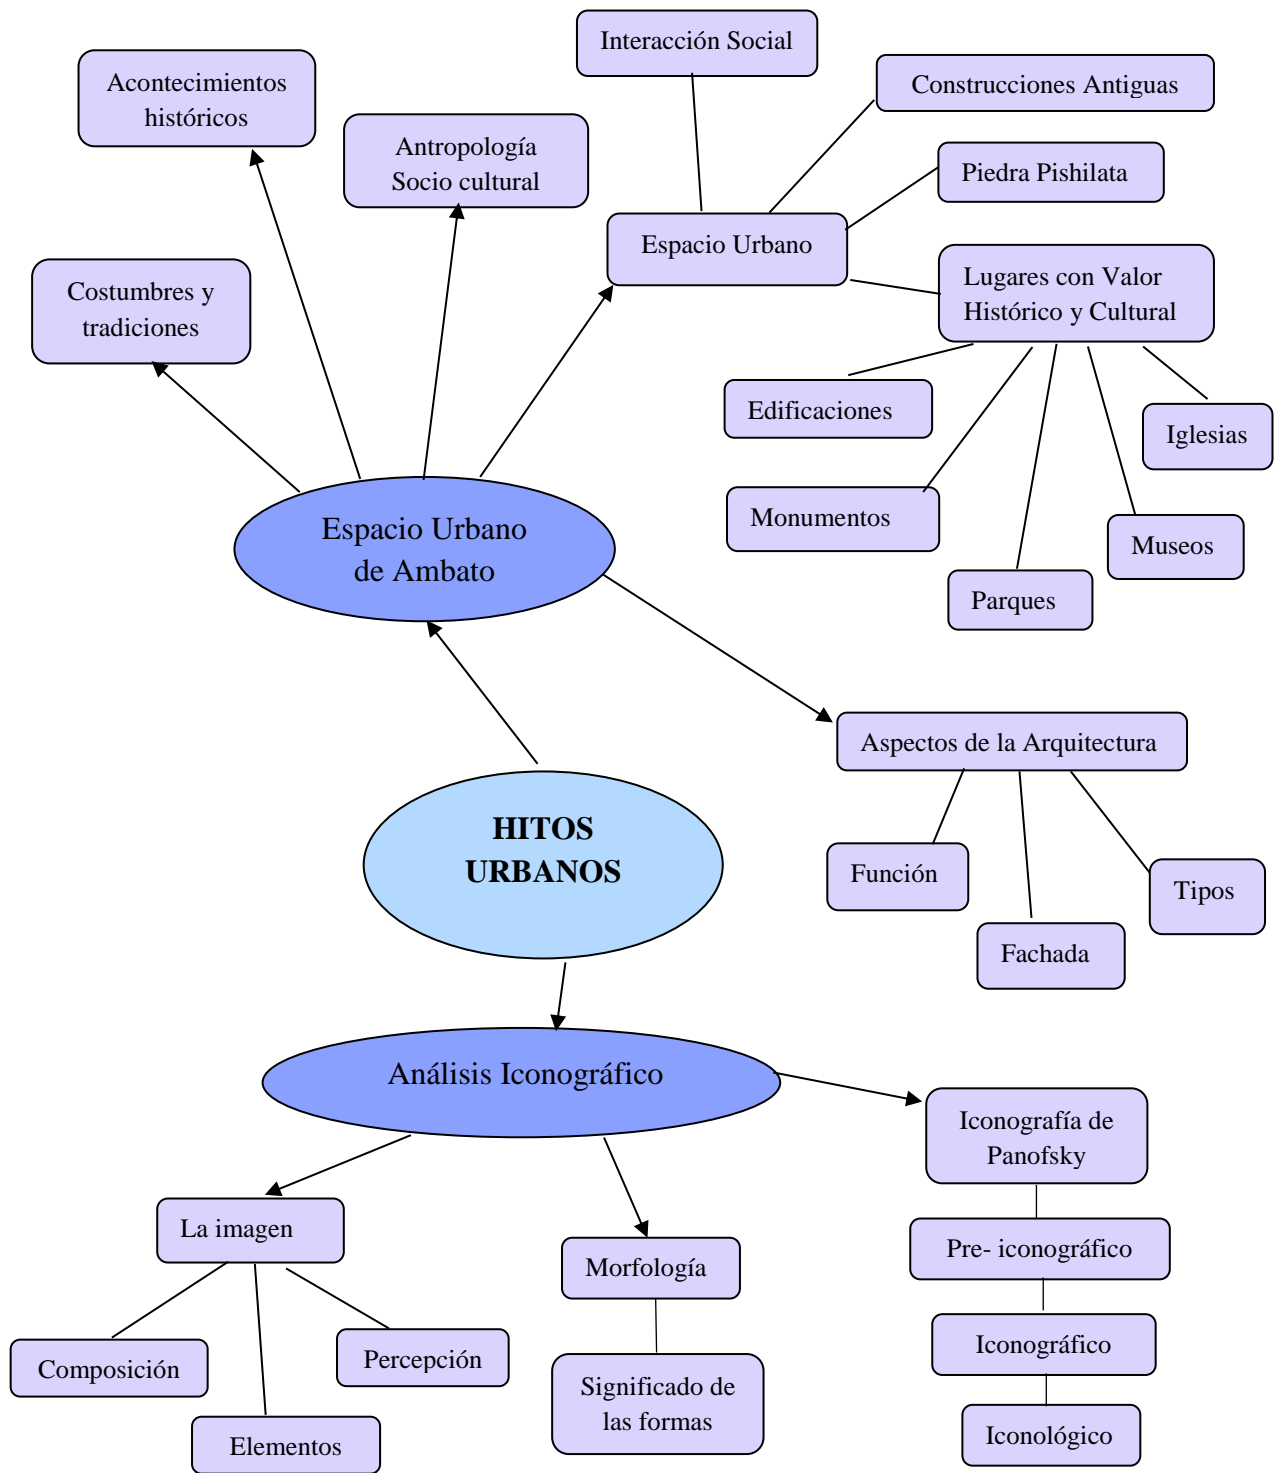 Interacción Social
Acontecimientos
históricos
Construcciones Antiguas
Antropología
Socio cultural
Piedra Pishilata
Espacio Urbano
Costumbres y
tradiciones
Lugares con Valor
Histórico y Cultural
Edificaciones
Iglesias
Monumentos
Museos
Parques
Espacio Urbano
de Ambato
Aspectos de la Arquitectura
HITOS
URBANOS
Función
Tipos
Fachada
Análisis Iconográfico
Iconografía de
Panofsky
La imagen
Morfología
Pre- iconográfico
Composición
Percepción
Iconográfico
Elementos
Significado de
las formas
Iconológico